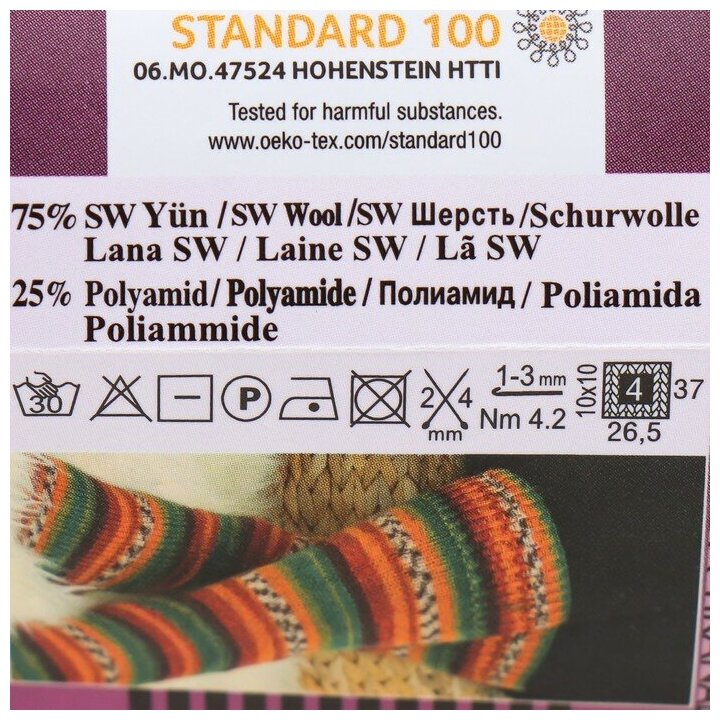 STANDARD 100
06.MO.47524 HOHENSTEIN HTTI
Tested for harmful substances.
www.oeko-tex.com/standard100
75% SW Yün / SW Wool / SW Шерсть / Schurwolle
Lana SW / Laine SW / Lã SW
25% Polyamid / Polyamide / Полиамид / Poliamida
Poliammide
30 P 2 4 mm 1-3 mm Nm 4.2 10x10 4 37 26,5